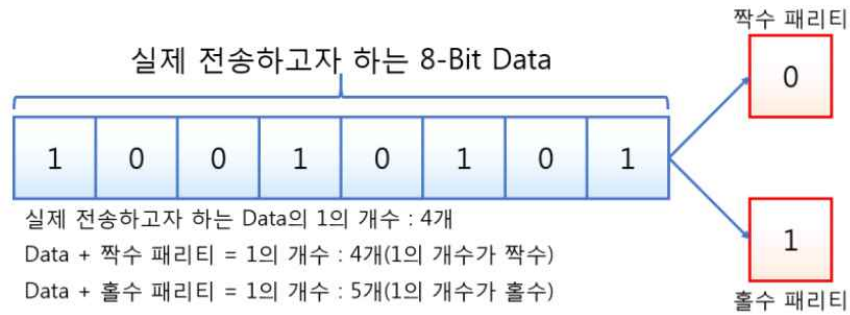 짝수 패리티
실제 전송하고자 하는 8-Bit Data
0
1 0 0 1 0 1 0 1
실제 전송하고자 하는 Data의 1의 개수 : 4개
Data + 짝수 패리티 = 1의 개수 : 4개(1의 개수가 짝수)
1
Data + 홀수 패리티 = 1의 개수 : 5개(1의 개수가 홀수)
홀수 패리티